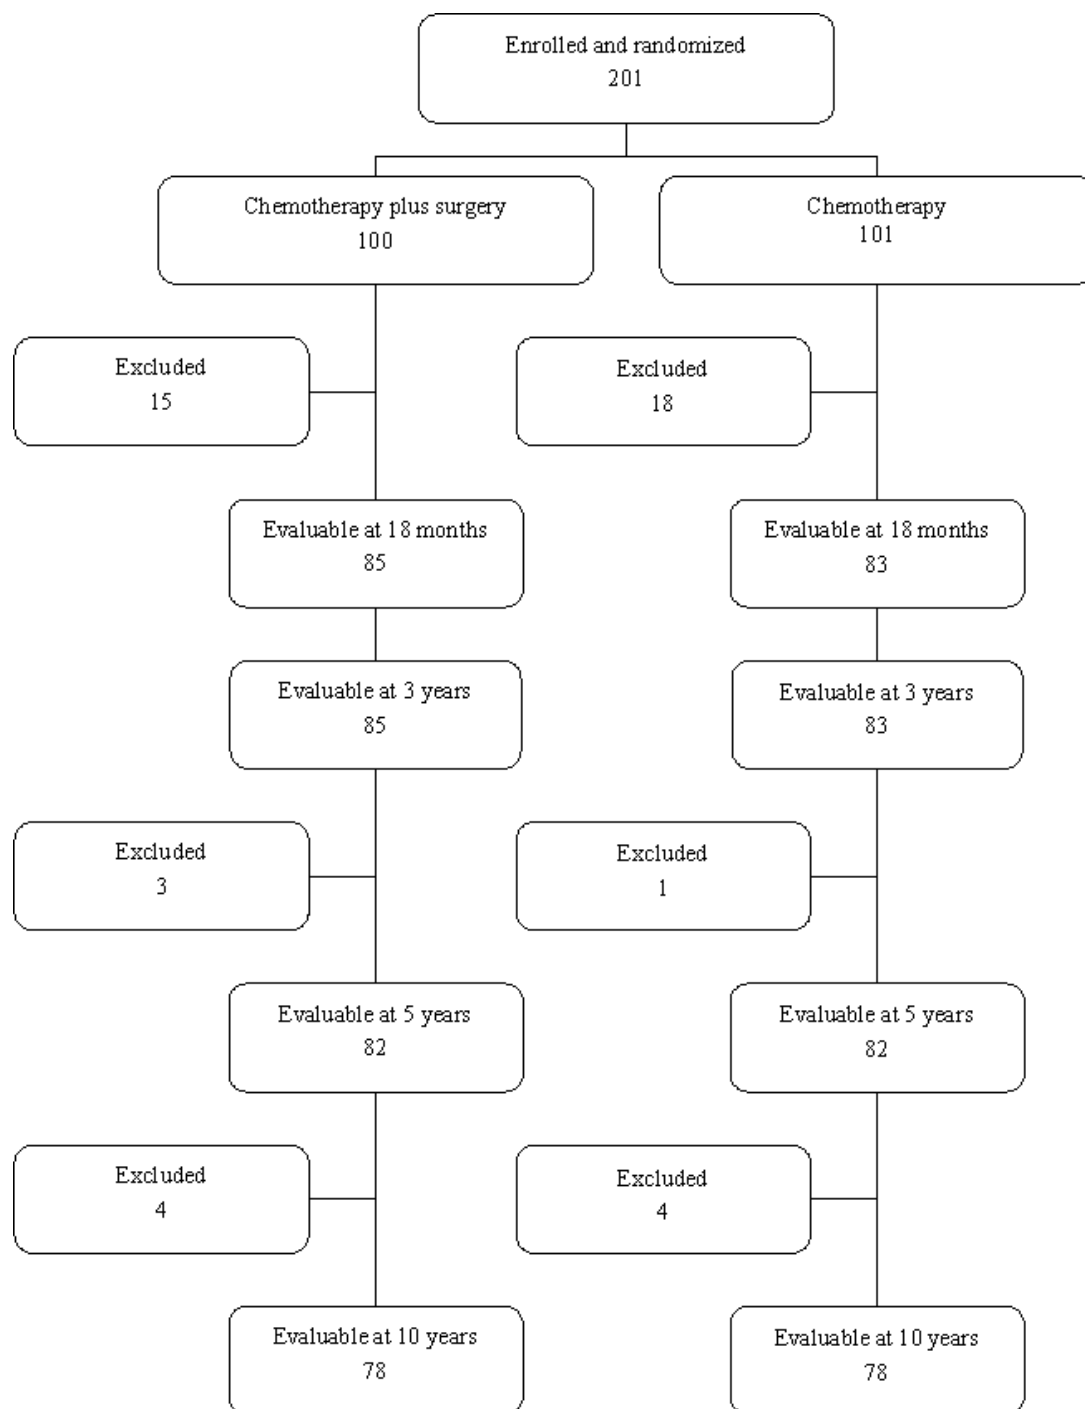 Enrolled and randomized
201
Chemotherapy plus surgery
100
Chemotherapy
101
Excluded
15
Excluded
18
Evaluable at 18 months
85
Evaluable at 18 months
83
Evaluable at 3 years
85
Evaluable at 3 years
83
Excluded
3
Excluded
1
Evaluable at 5 years
82
Evaluable at 5 years
82
Excluded
4
Excluded
4
Evaluable at 10 years
78
Evaluable at 10 years
78